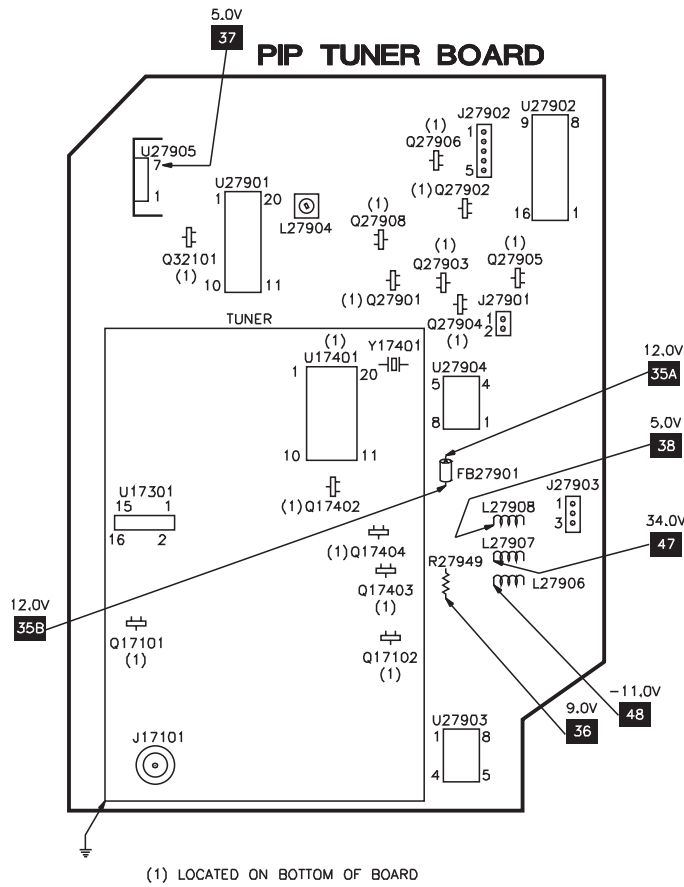 5.0V
37
PIP TUNER BOARD
J27902
U27902
1
9 8
(1)
Q27906
U27905
7
5
U27901
(1) Q27902
1
1 20
(1)
Q27908
16 1
L27904
(1)
Q27903
(1)
Q27905
Q32101
(1)
10 11
(1) Q27901
J27901
1
2
Q27904
(1)
TUNER
(1)
U17401
Y17401
12.0V
35A
1 20
U27904
5 4
8 1
5.0V
38
10 11
FB27901
J27903
1
3
U17301
15 1
16 2
(1) Q17402
L27908
34.0V
47
(1) Q17404
L27907
R27949
Q17403
(1)
L27906
12.0V
35B
Q17101
(1)
Q17102
(1)
-11.0V
48
9.0V
36
J17101
U27903
1 8
4 5
(1) LOCATED ON BOTTOM OF BOARD